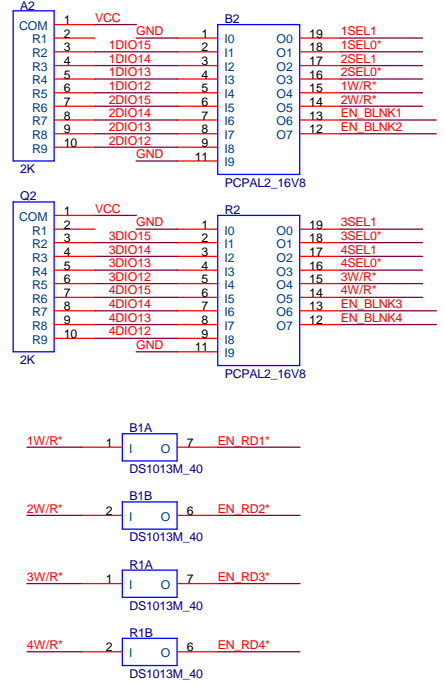 A2 B2
COM 1 VCC
R1 2 GND 1 I0 O0 19 1SEL1
R2 3 1DIO15 2 I1 O1 18 1SEL0*
R3 4 1DIO14 3 I2 O2 17 2SEL1
R4 5 1DIO13 4 I3 O3 16 2SEL0*
R5 6 1DIO12 5 I4 O4 15 1W/R*
R6 7 2DIO15 6 I5 O5 14 2W/R*
R7 8 2DIO14 7 I6 O6 13 EN_BLNK1
R8 9 2DIO13 8 I7 O7 12 EN_BLNK2
R9 10 2DIO12 9 I8
GND 11 I9
2K
PCPAL2_16V8
Q2 R2
COM 1 VCC
R1 2 GND 1 I0 O0 19 3SEL1
R2 3 3DIO15 2 I1 O1 18 3SEL0*
R3 4 3DIO14 3 I2 O2 17 4SEL1
R4 5 3DIO13 4 I3 O3 16 4SEL0*
R5 6 3DIO12 5 I4 O4 15 3W/R*
R6 7 4DIO15 6 I5 O5 14 4W/R*
R7 8 4DIO14 7 I6 O6 13 EN_BLNK3
R8 9 4DIO13 8 I7 O7 12 EN_BLNK4
R9 10 4DIO12 9 I8
GND 11 I9
2K
PCPAL2_16V8
B1A
1W/R* 1 I O 7 EN_RD1*
DS1013M_40
B1B
2W/R* 2 I O 6 EN_RD2*
DS1013M_40
R1A
3W/R* 1 I O 7 EN_RD3*
DS1013M_40
R1B
4W/R* 2 I O 6 EN_RD4*
DS1013M_40